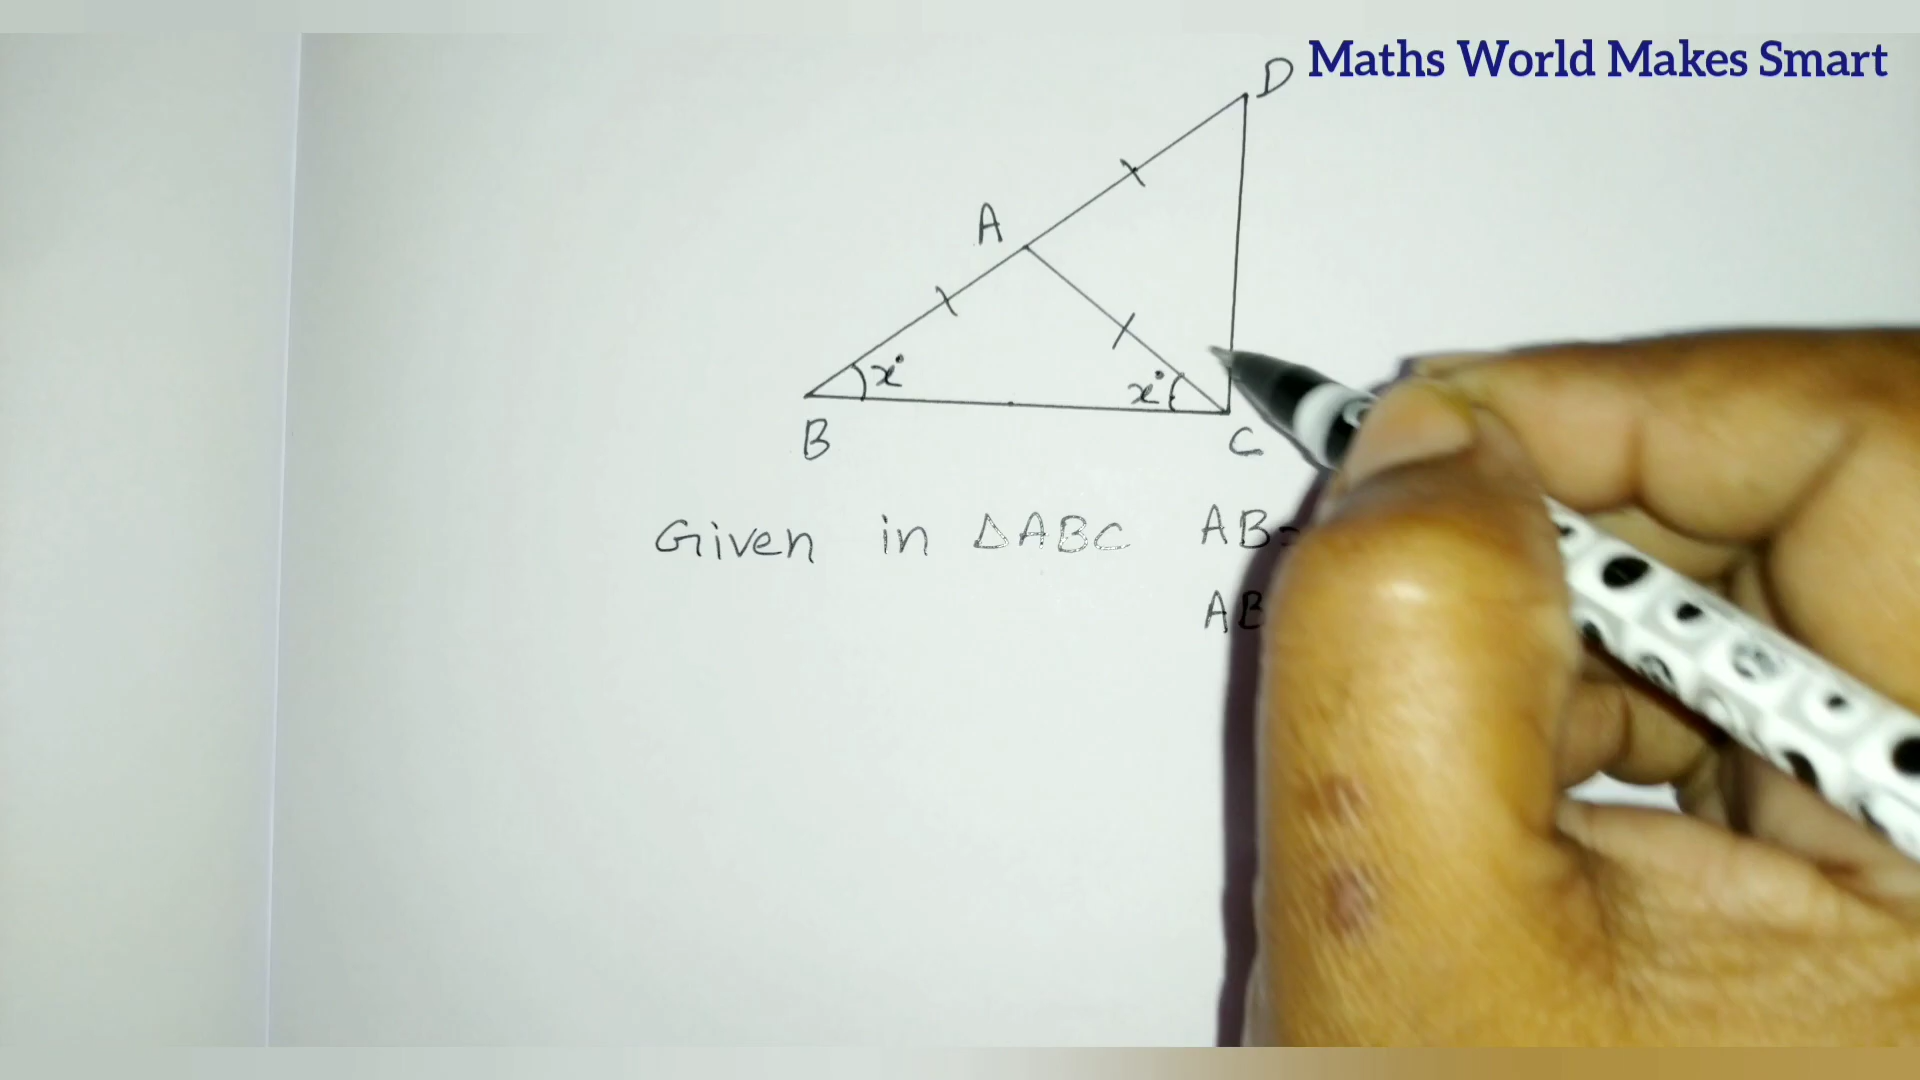 Maths World Makes Smart
D
A
x°
x°
B
C
Given in ΔABC AB=
AB